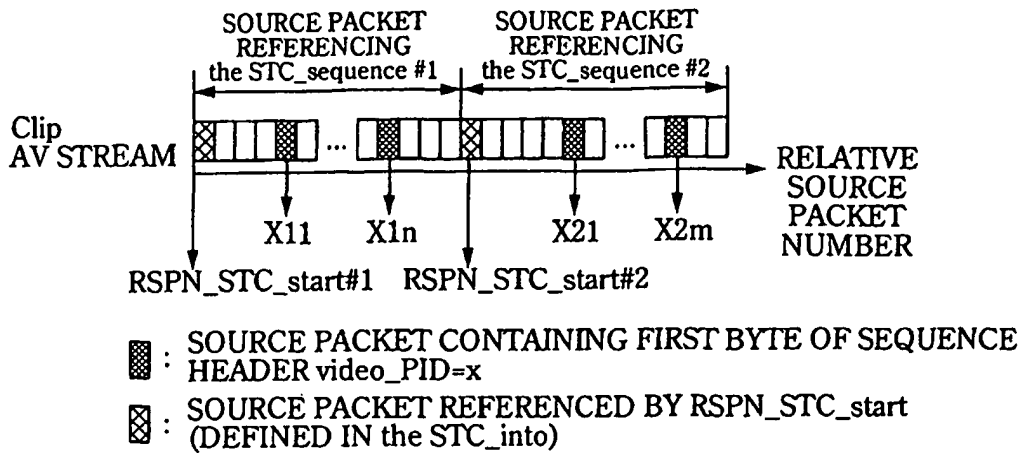 SOURCE PACKET
REFERENCING
the STC_sequence #1
SOURCE PACKET
REFERENCING
the STC_sequence #2
Clip
AV STREAM
...
...
RELATIVE
SOURCE
PACKET
NUMBER
X11
X1n
X21
X2m
RSPN_STC_start#1
RSPN_STC_start#2
: SOURCE PACKET CONTAINING FIRST BYTE OF SEQUENCE
HEADER video_PID=x
: SOURCE PACKET REFERENCED BY RSPN_STC_start
(DEFINED IN the STC_into)